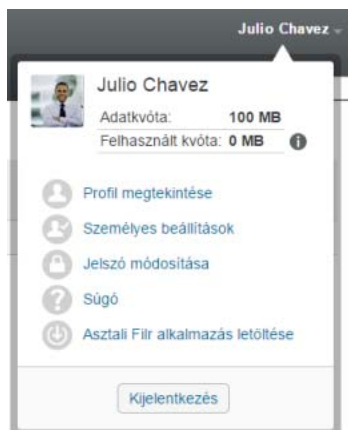 Julio Chavez
Julio Chavez
Adatkvóta: 100 MB
Felhasznált kvóta: 0 MB
Profil megtekintése
Személyes beállítások
Jelszó módosítása
Súgó
Asztali Filr alkalmazás letöltése
Kijelentkezés